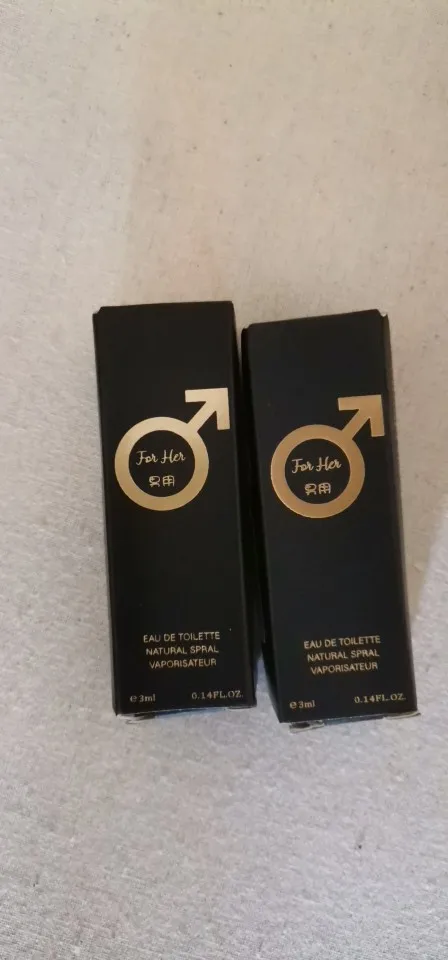 For Her
男用
EAU DE TOILETTE
NATURAL SPRAL
VAPORISATEUR
e 3ml 0.14FL.OZ.
For Her
男用
EAU DE TOILETTE
NATURAL SPRAL
VAPORISATEUR
e 3ml 0.14FL.OZ.